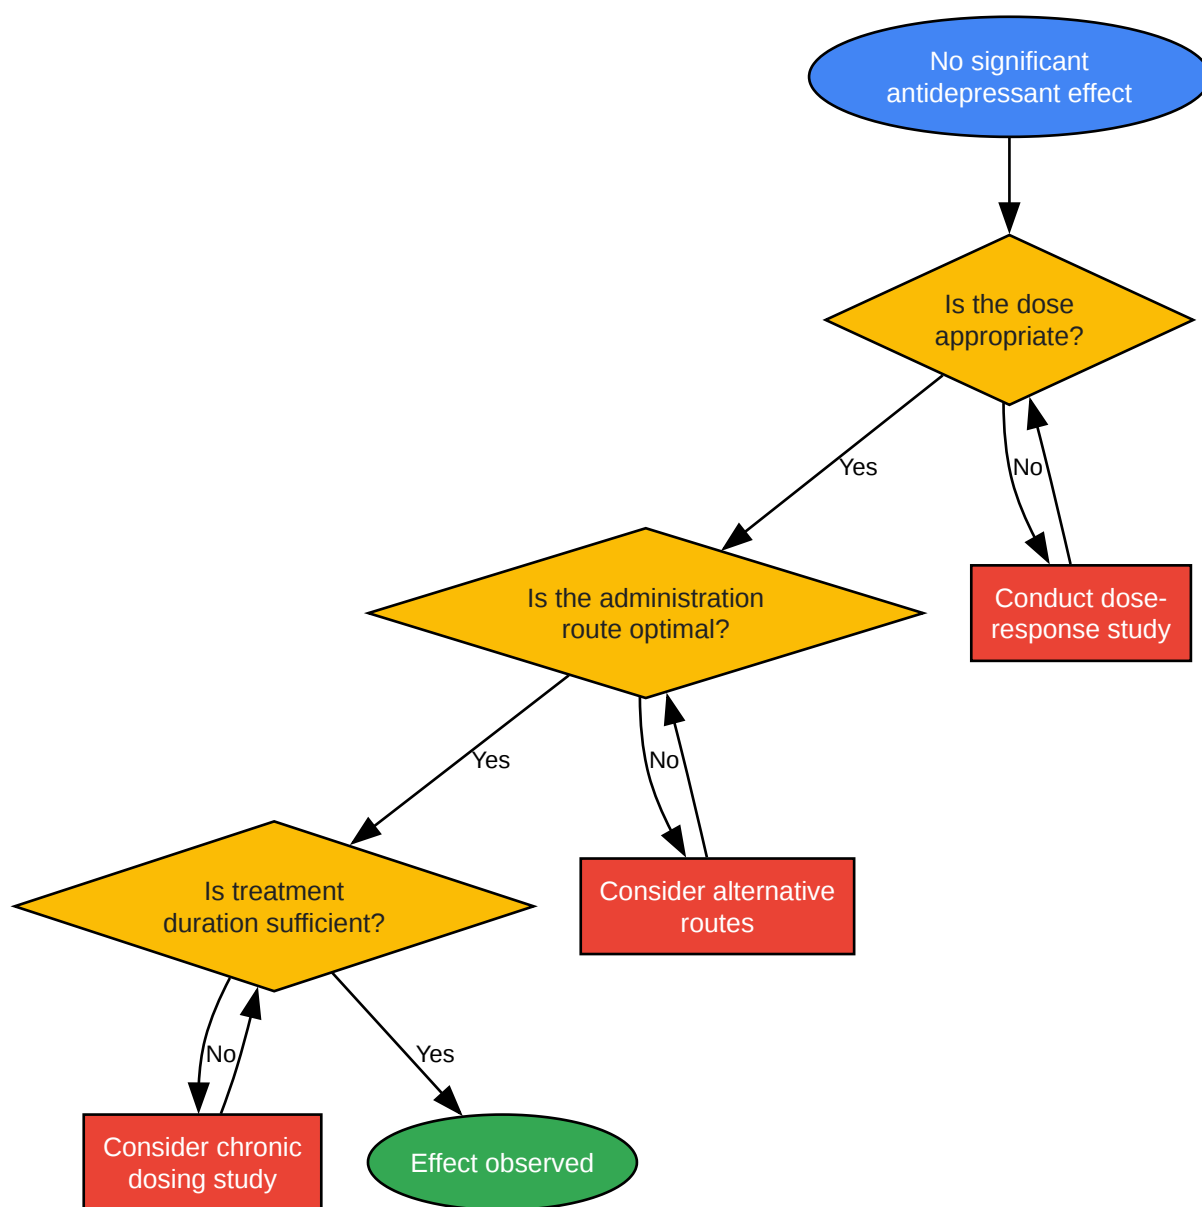 No significant
antidepressant effect
Is the dose
appropriate?
Yes
No
Is the administration
route optimal?
Conduct dose-
response study
Yes
No
Is treatment
duration sufficient?
Consider alternative
routes
No
Yes
Consider chronic
dosing study
Effect observed